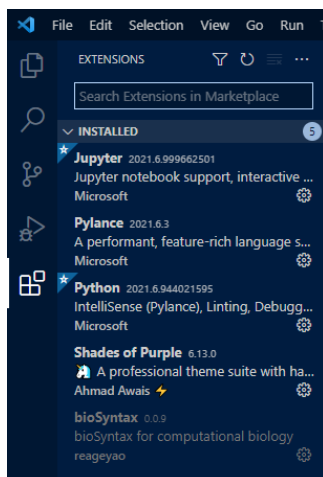 File Edit Selection View Go Run
EXTENSIONS
Search Extensions in Marketplace
INSTALLED 5
Jupyter 2021.6.999662501
Jupyter notebook support, interactive ...
Microsoft
Pylance 2021.6.3
A performant, feature-rich language s...
Microsoft
Python 2021.6.944021595
IntelliSense (Pylance), Linting, Debugg...
Microsoft
Shades of Purple 6.13.0
🦄 A professional theme suite with ha...
Ahmad Awais ⚡
bioSyntax 0.0.9
bioSyntax for computational biology
reageyao